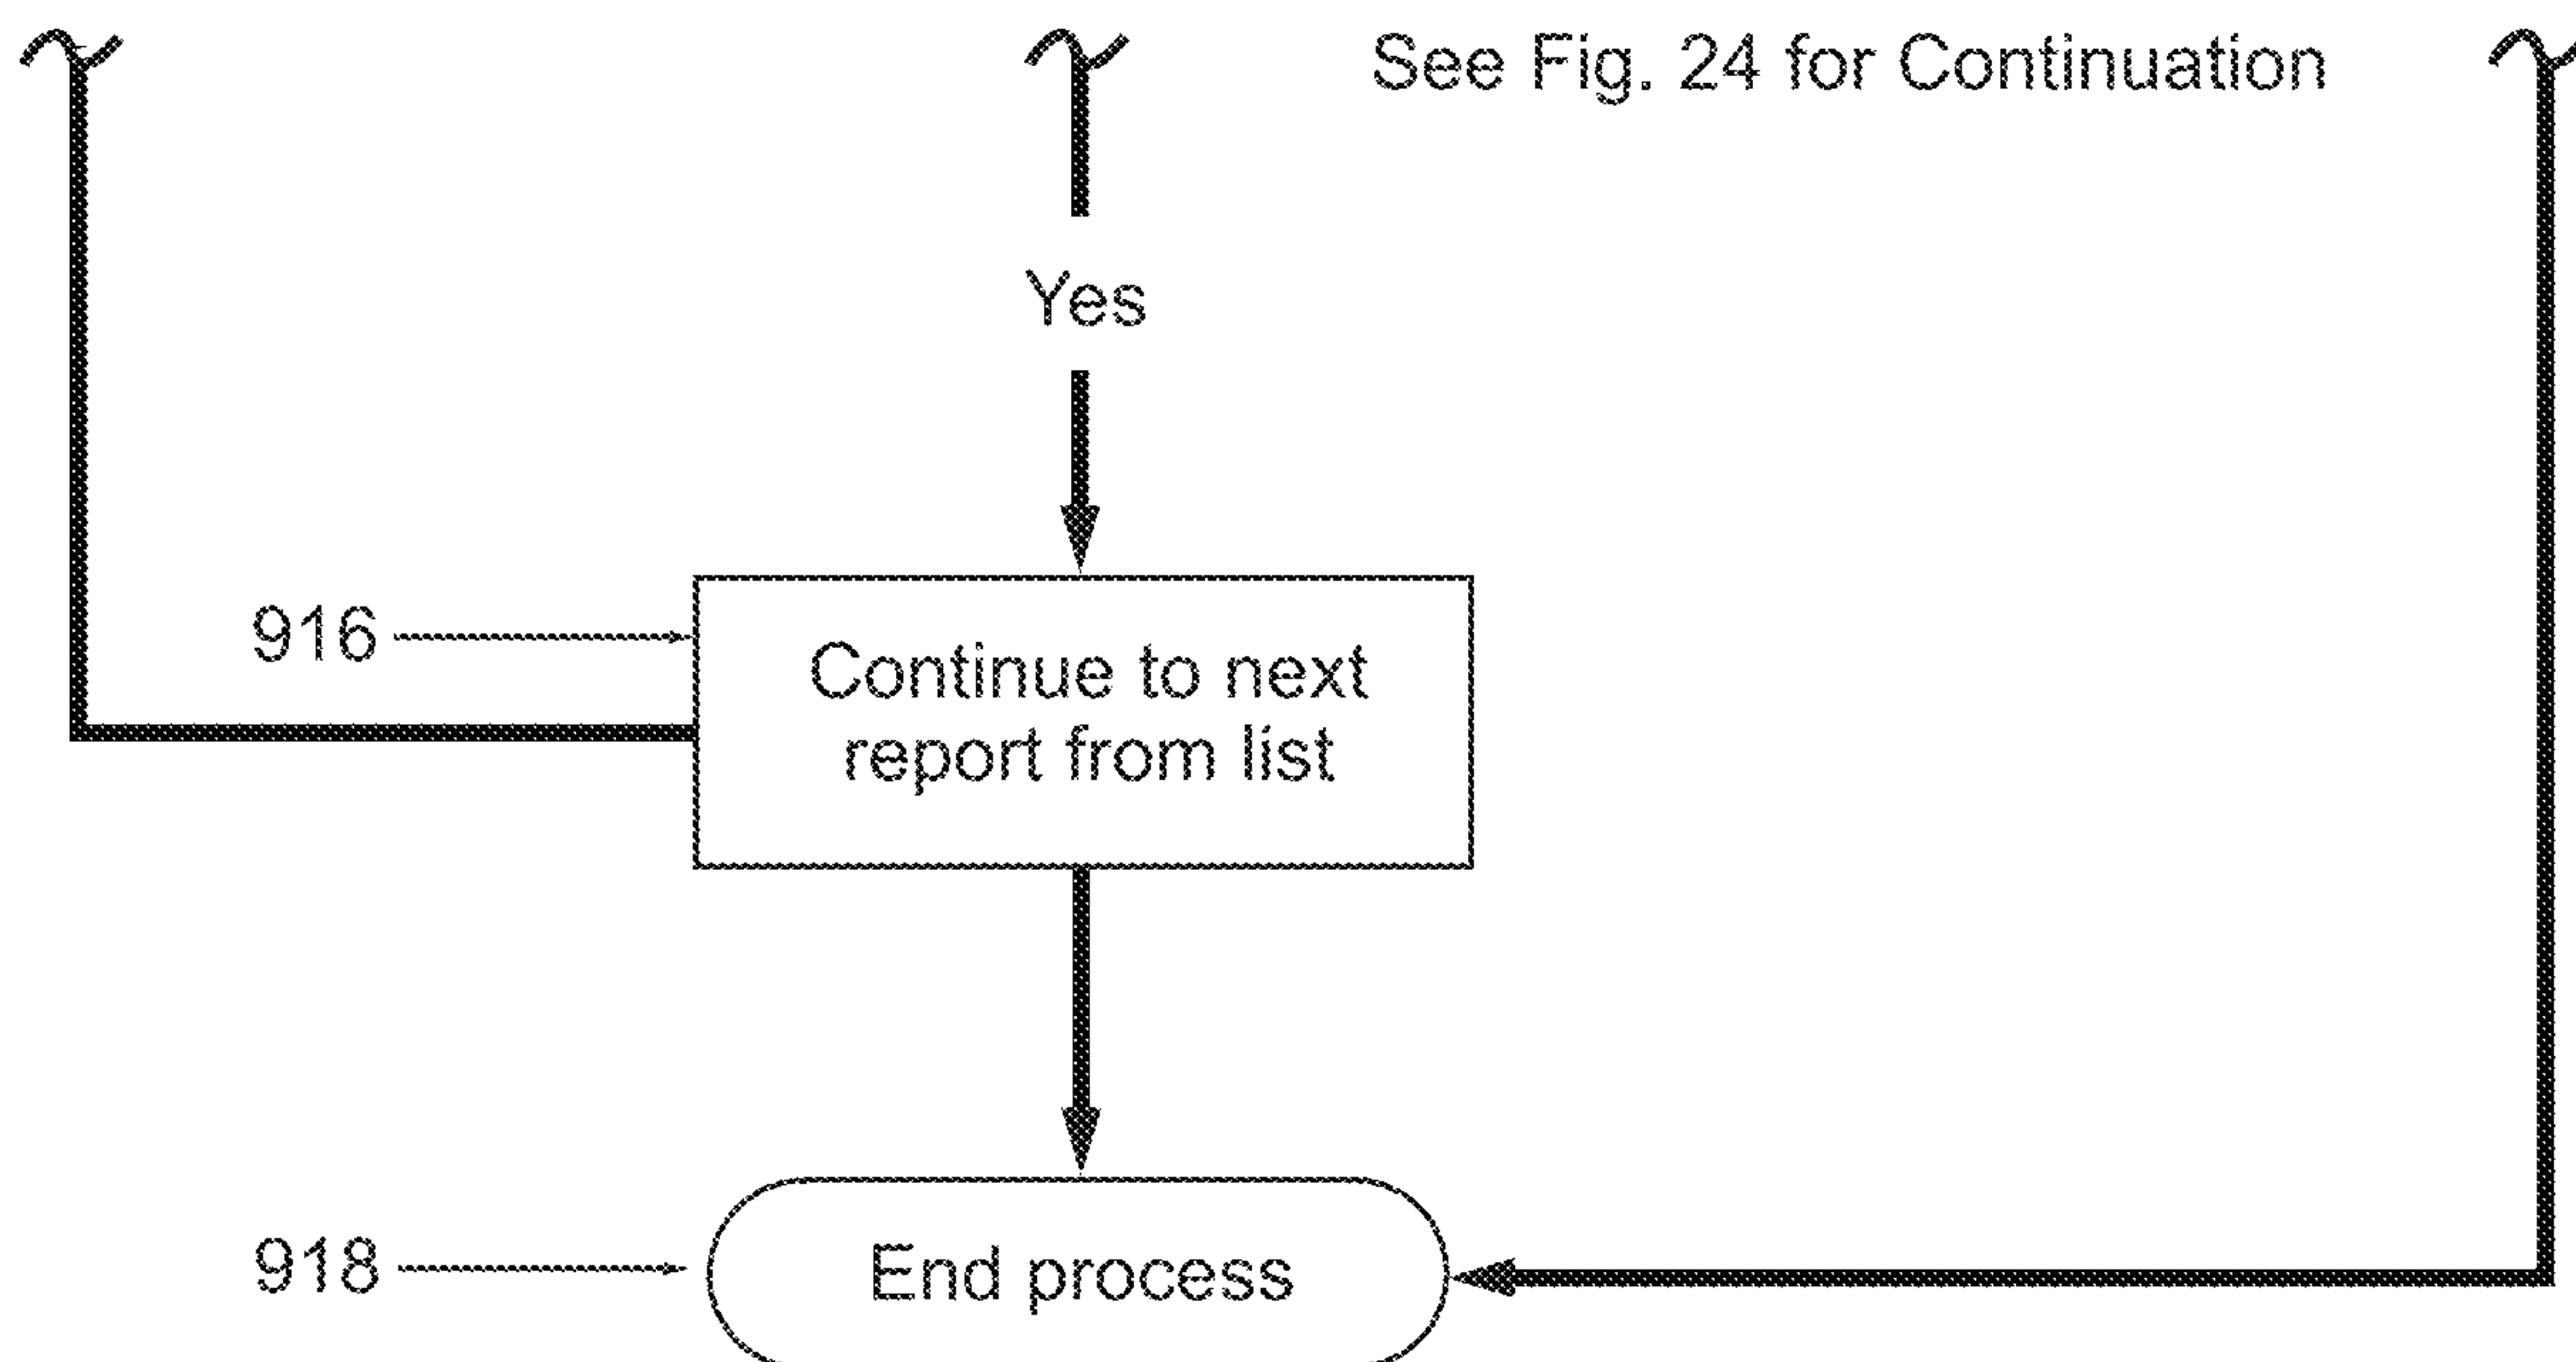 See Fig. 24 for Continuation
Yes
916
Continue to next
report from list
918
End process